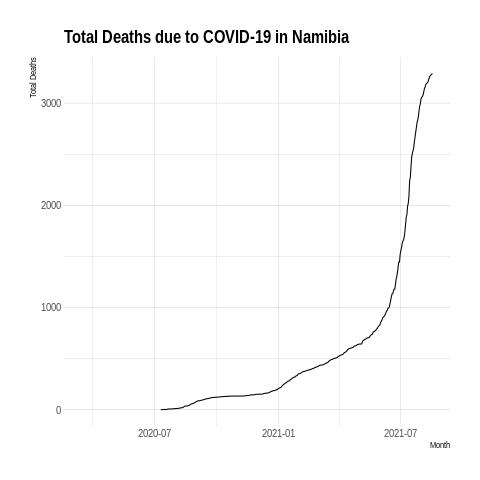 Total Deaths due to COVID-19 in Namibia
Total Deaths
3000
2000
1000
0
2020-07
2021-01
2021-07
Month